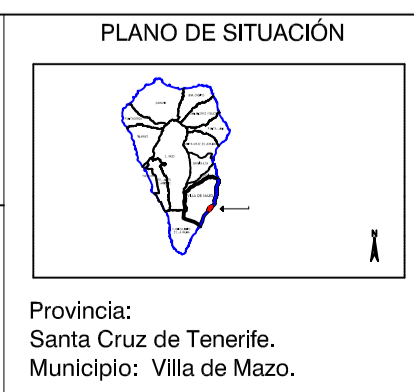 PLANO DE SITUACIÓN
VILLA DE MAZO
N
Provincia:
Santa Cruz de Tenerife.
Municipio: Villa de Mazo.